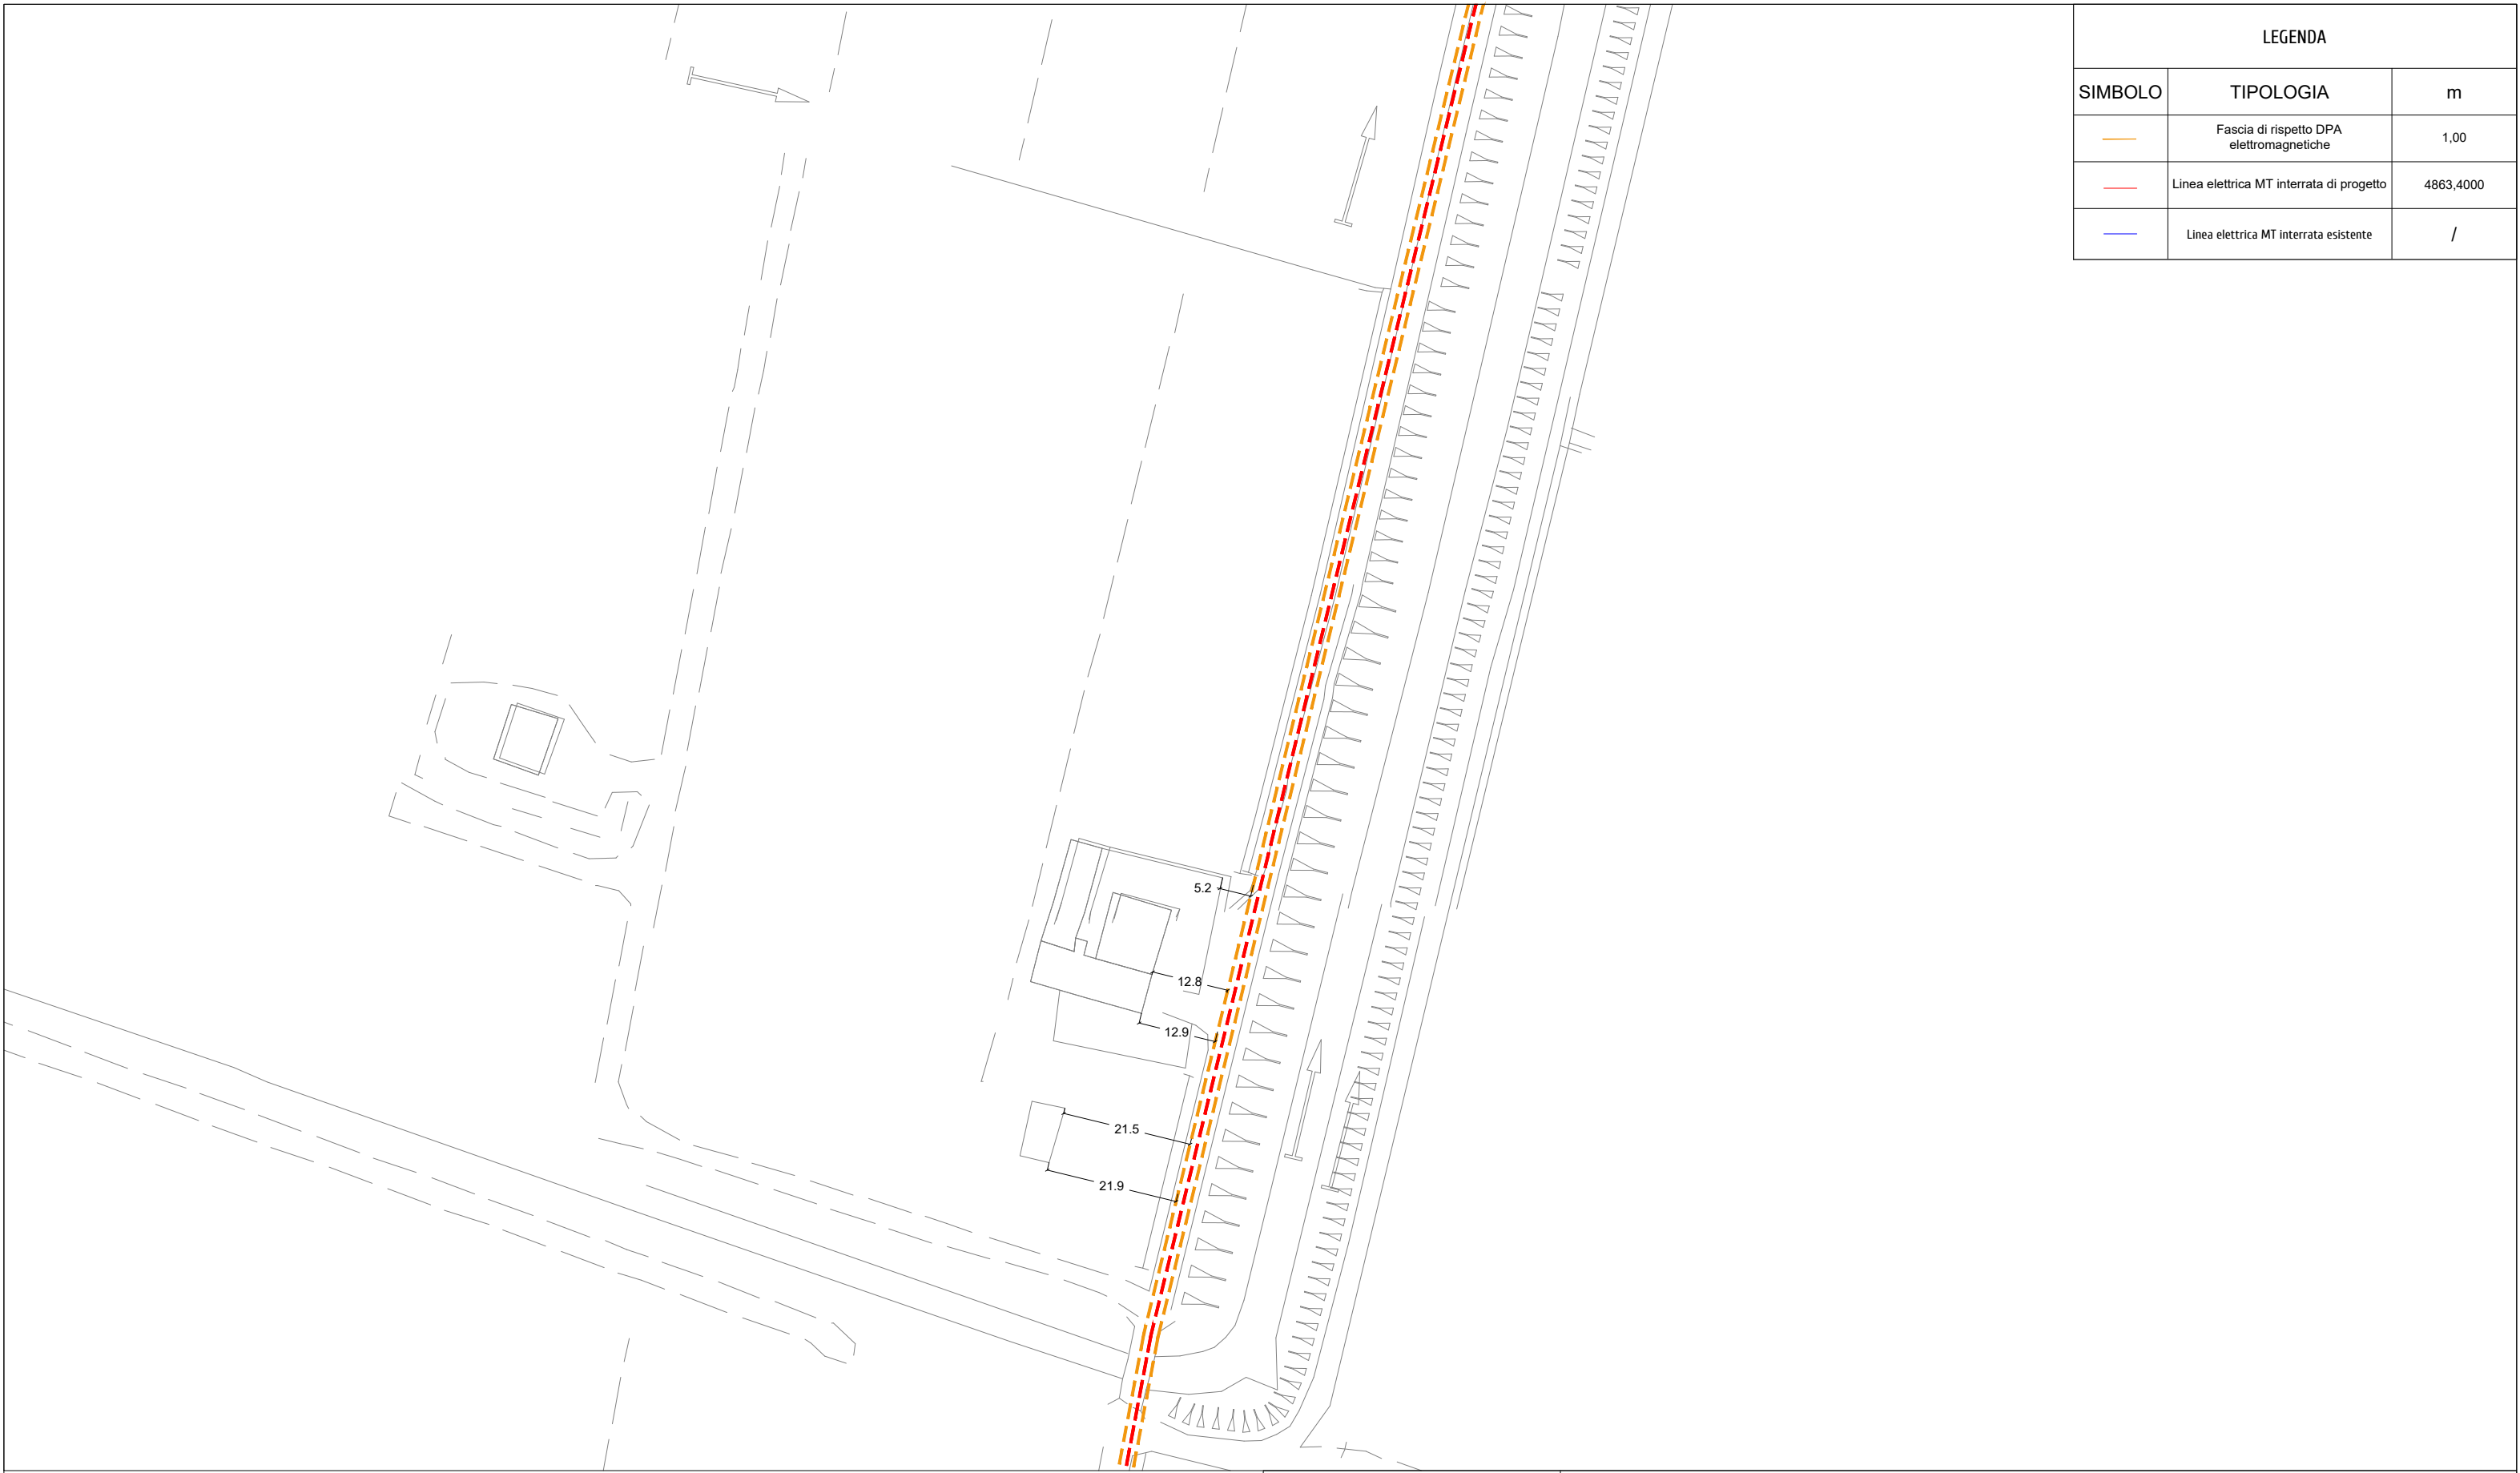 LEGENDA
SIMBOLO TIPOLOGIA m
Fascia di rispetto DPA
elettromagnetiche
1,00
Linea elettrica MT interrata di progetto 4863,4000
Linea elettrica MT interrata esistente /
5.2
12.8
12.9
21.5
21.9